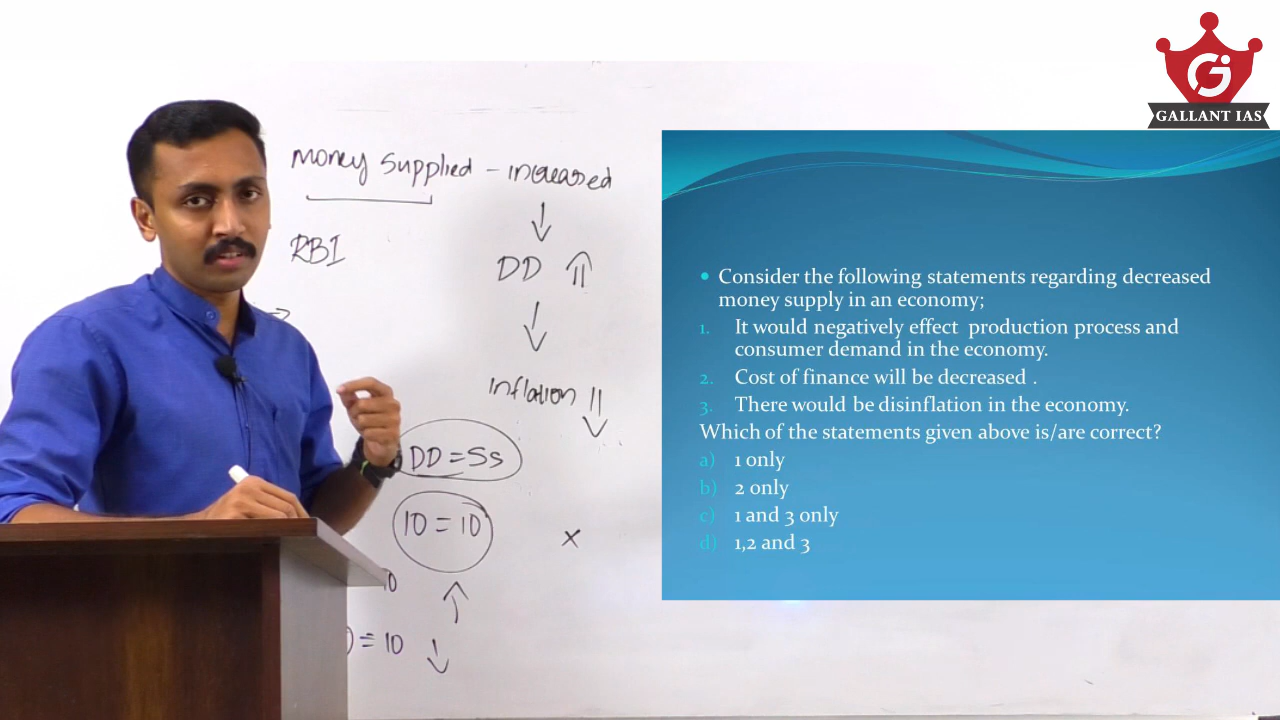 GALLANT IAS
money supplied - increased
RBI
DD
Inflation
DD = Ss
10 = 10
10
= 10
• Consider the following statements regarding decreased
money supply in an economy;
1. It would negatively effect production process and
consumer demand in the economy.
2. Cost of finance will be decreased .
3. There would be disinflation in the economy.
Which of the statements given above is/are correct?
a) 1 only
b) 2 only
c) 1 and 3 only
d) 1,2 and 3